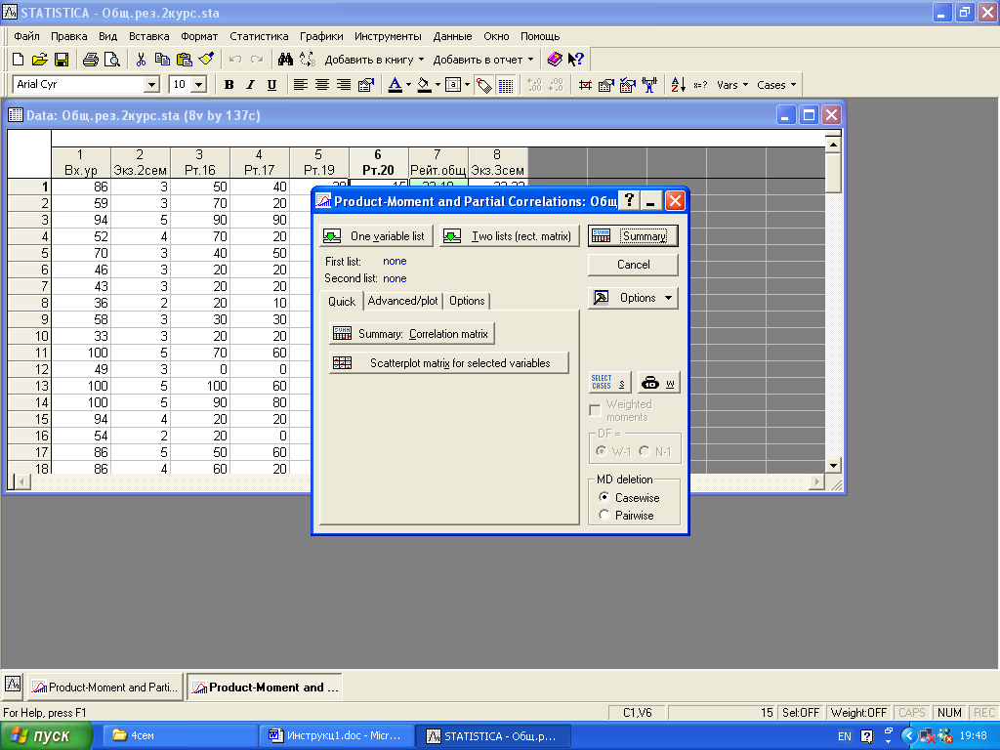 STATISTICA - Общ.рез.2курс.sta
Файл Правка Вид Вставка Формат Статистика Графики Инструменты Данные Окно Помощь
Добавить в книгу Добавить в отчет
Arial Cyr 10 B I U Vars Cases
Data: Общ.рез.2курс.sta (8v by 137c)
1 2 3 4 5 6 7 8
Вх.ур Экз.2сем Рт.16 Рт.17 Рт.19 Рт.20 Рейт.общ Экз.3сем
1 86 3 50 40
2 59 3 70 20
3 94 5 90 90
4 52 4 70 20
5 70 3 40 50
6 46 3 20 20
7 43 3 20 20
8 36 2 20 10
9 58 3 30 30
10 33 3 20 20
11 100 5 70 60
12 49 3 0 0
13 100 5 100 60
14 100 5 90 80
15 94 4 20 20
16 54 2 20 0
17 86 5 50 60
18 86 4 60 20
Product-Moment and Partial Correlations: Общ
One variable list Two lists (rect. matrix) Summary
First list: none
Second list: none
Cancel
Options
Quick Advanced/plot Options
Summary: Correlation matrix
Scatterplot matrix for selected variables
SELECT CASES S W
Weighted moments
DF =
W-1 N-1
MD deletion
Casewise
Pairwise
Product-Moment and Parti... Product-Moment and ...
For Help, press F1 C1,V6 15 Sel:OFF Weight:OFF CAPS NUM REC
пуск 4сем Инструкц1.doc - Micr... STATISTICA - Общ.р... EN 19:48